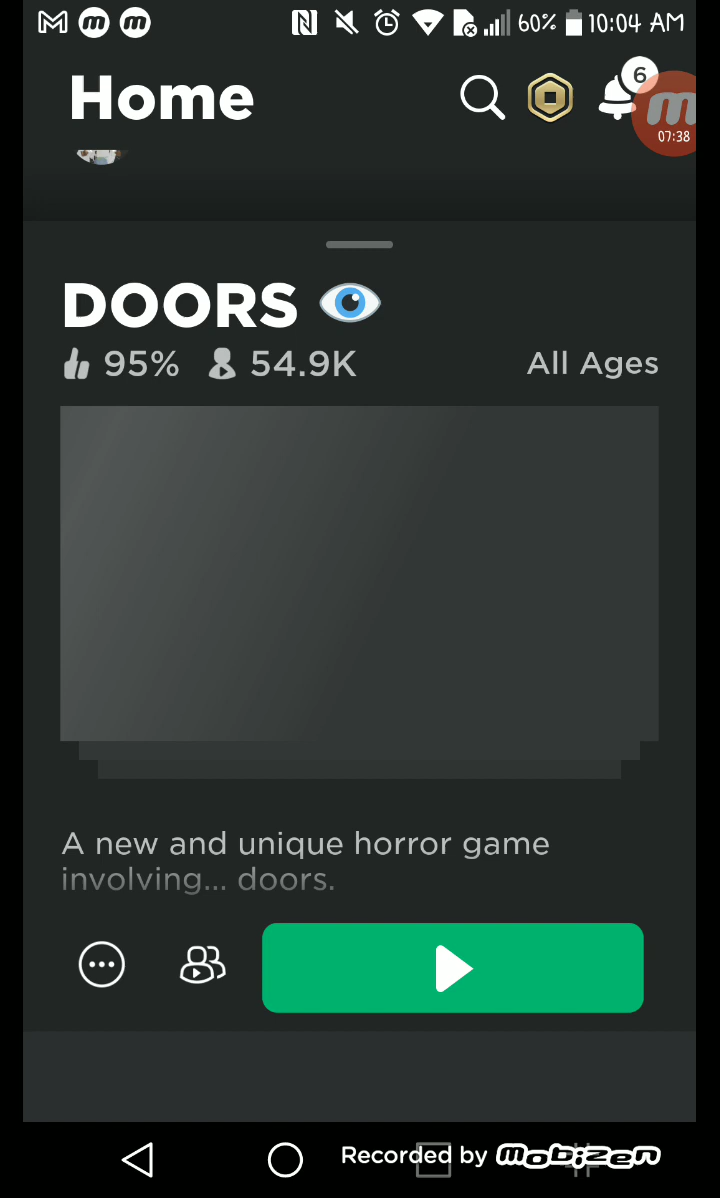 60% 10:04 AM
Home
6
07:38
DOORS
95% 54.9K All Ages
A new and unique horror game
involving... doors.
Recorded by mobizen